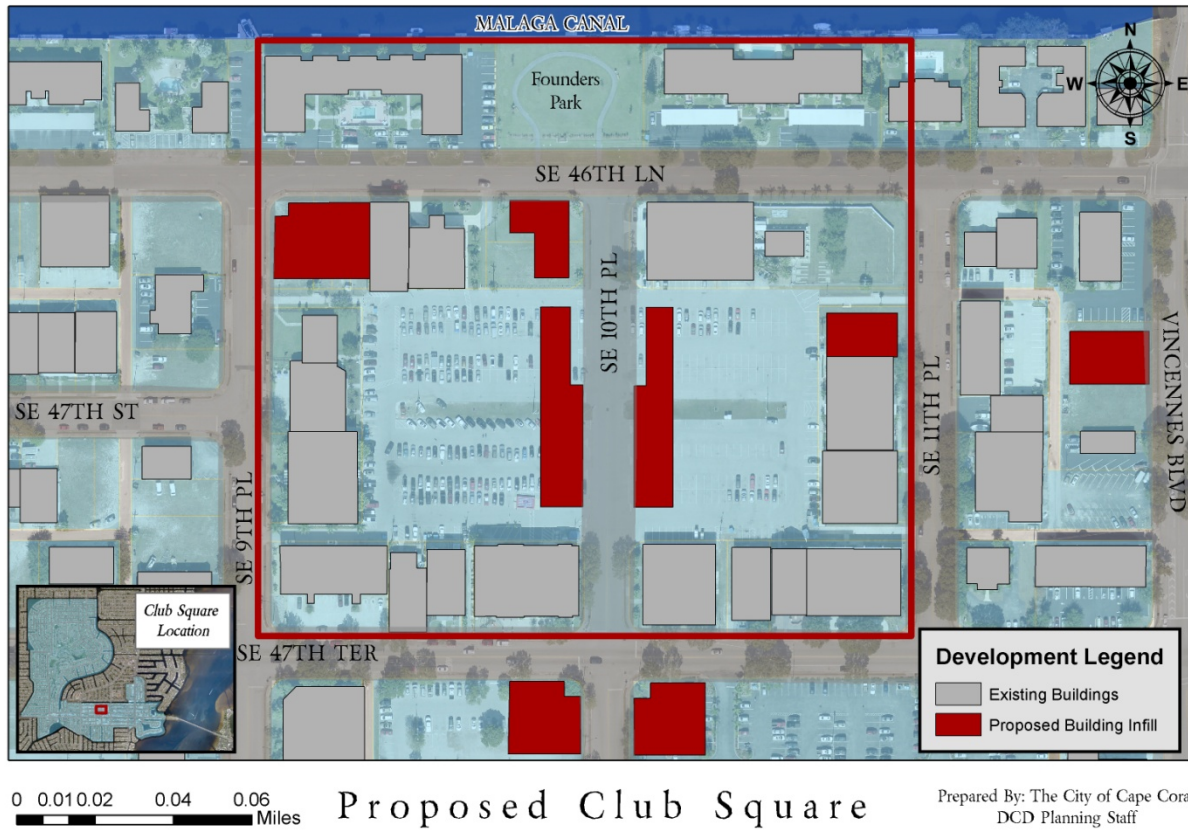 MALAGA CANAL
N
W E
S
Founders
Park
SE 46TH LN
SE 10TH PL
SE 47TH ST
SE 9TH PL
SE 11TH PL
VINCENNES BLVD
SE 47TH TER
Club Square
Location
Development Legend
Existing Buildings
Proposed Building Infill
0 0.01 0.02 0.04 0.06
Miles
Proposed Club Square
Prepared By: The City of Cape Cora
DCD Planning Staff